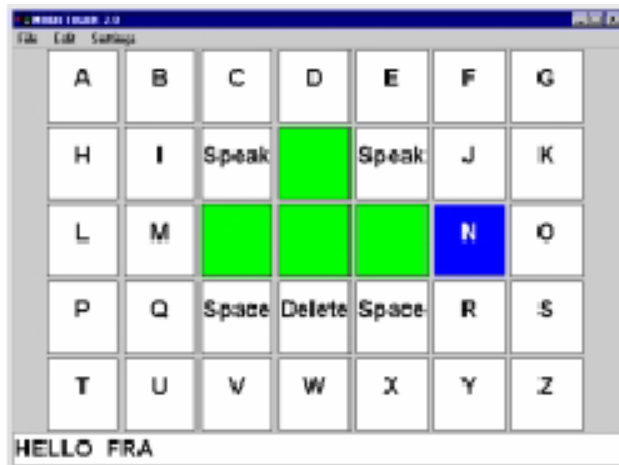 File Edit Settings
A B C D E F G
H I Speak Speak J K
L M N O
P Q Space Delete Space R S
T U V W X Y Z
HELLO FRA